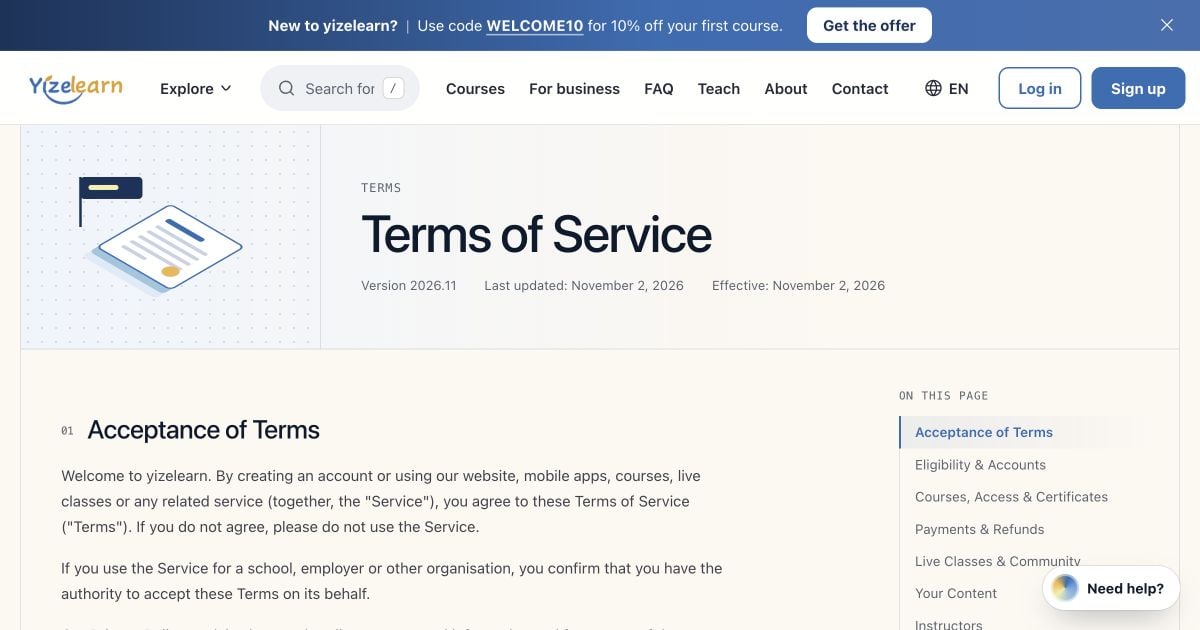 New to yizelearn? | Use code WELCOME10 for 10% off your first course. Get the offer
Yizelearn Explore Search for / Courses For business FAQ Teach About Contact EN Log in Sign up
TERMS
Terms of Service
Version 2026.11 Last updated: November 2, 2026 Effective: November 2, 2026
ON THIS PAGE
01 Acceptance of Terms
Welcome to yizelearn. By creating an account or using our website, mobile apps, courses, live
classes or any related service (together, the "Service"), you agree to these Terms of Service
("Terms"). If you do not agree, please do not use the Service.
If you use the Service for a school, employer or other organisation, you confirm that you have the
authority to accept these Terms on its behalf.
Acceptance of Terms
Eligibility & Accounts
Courses, Access & Certificates
Payments & Refunds
Live Classes & Community
Your Content
Instructors
Need help?